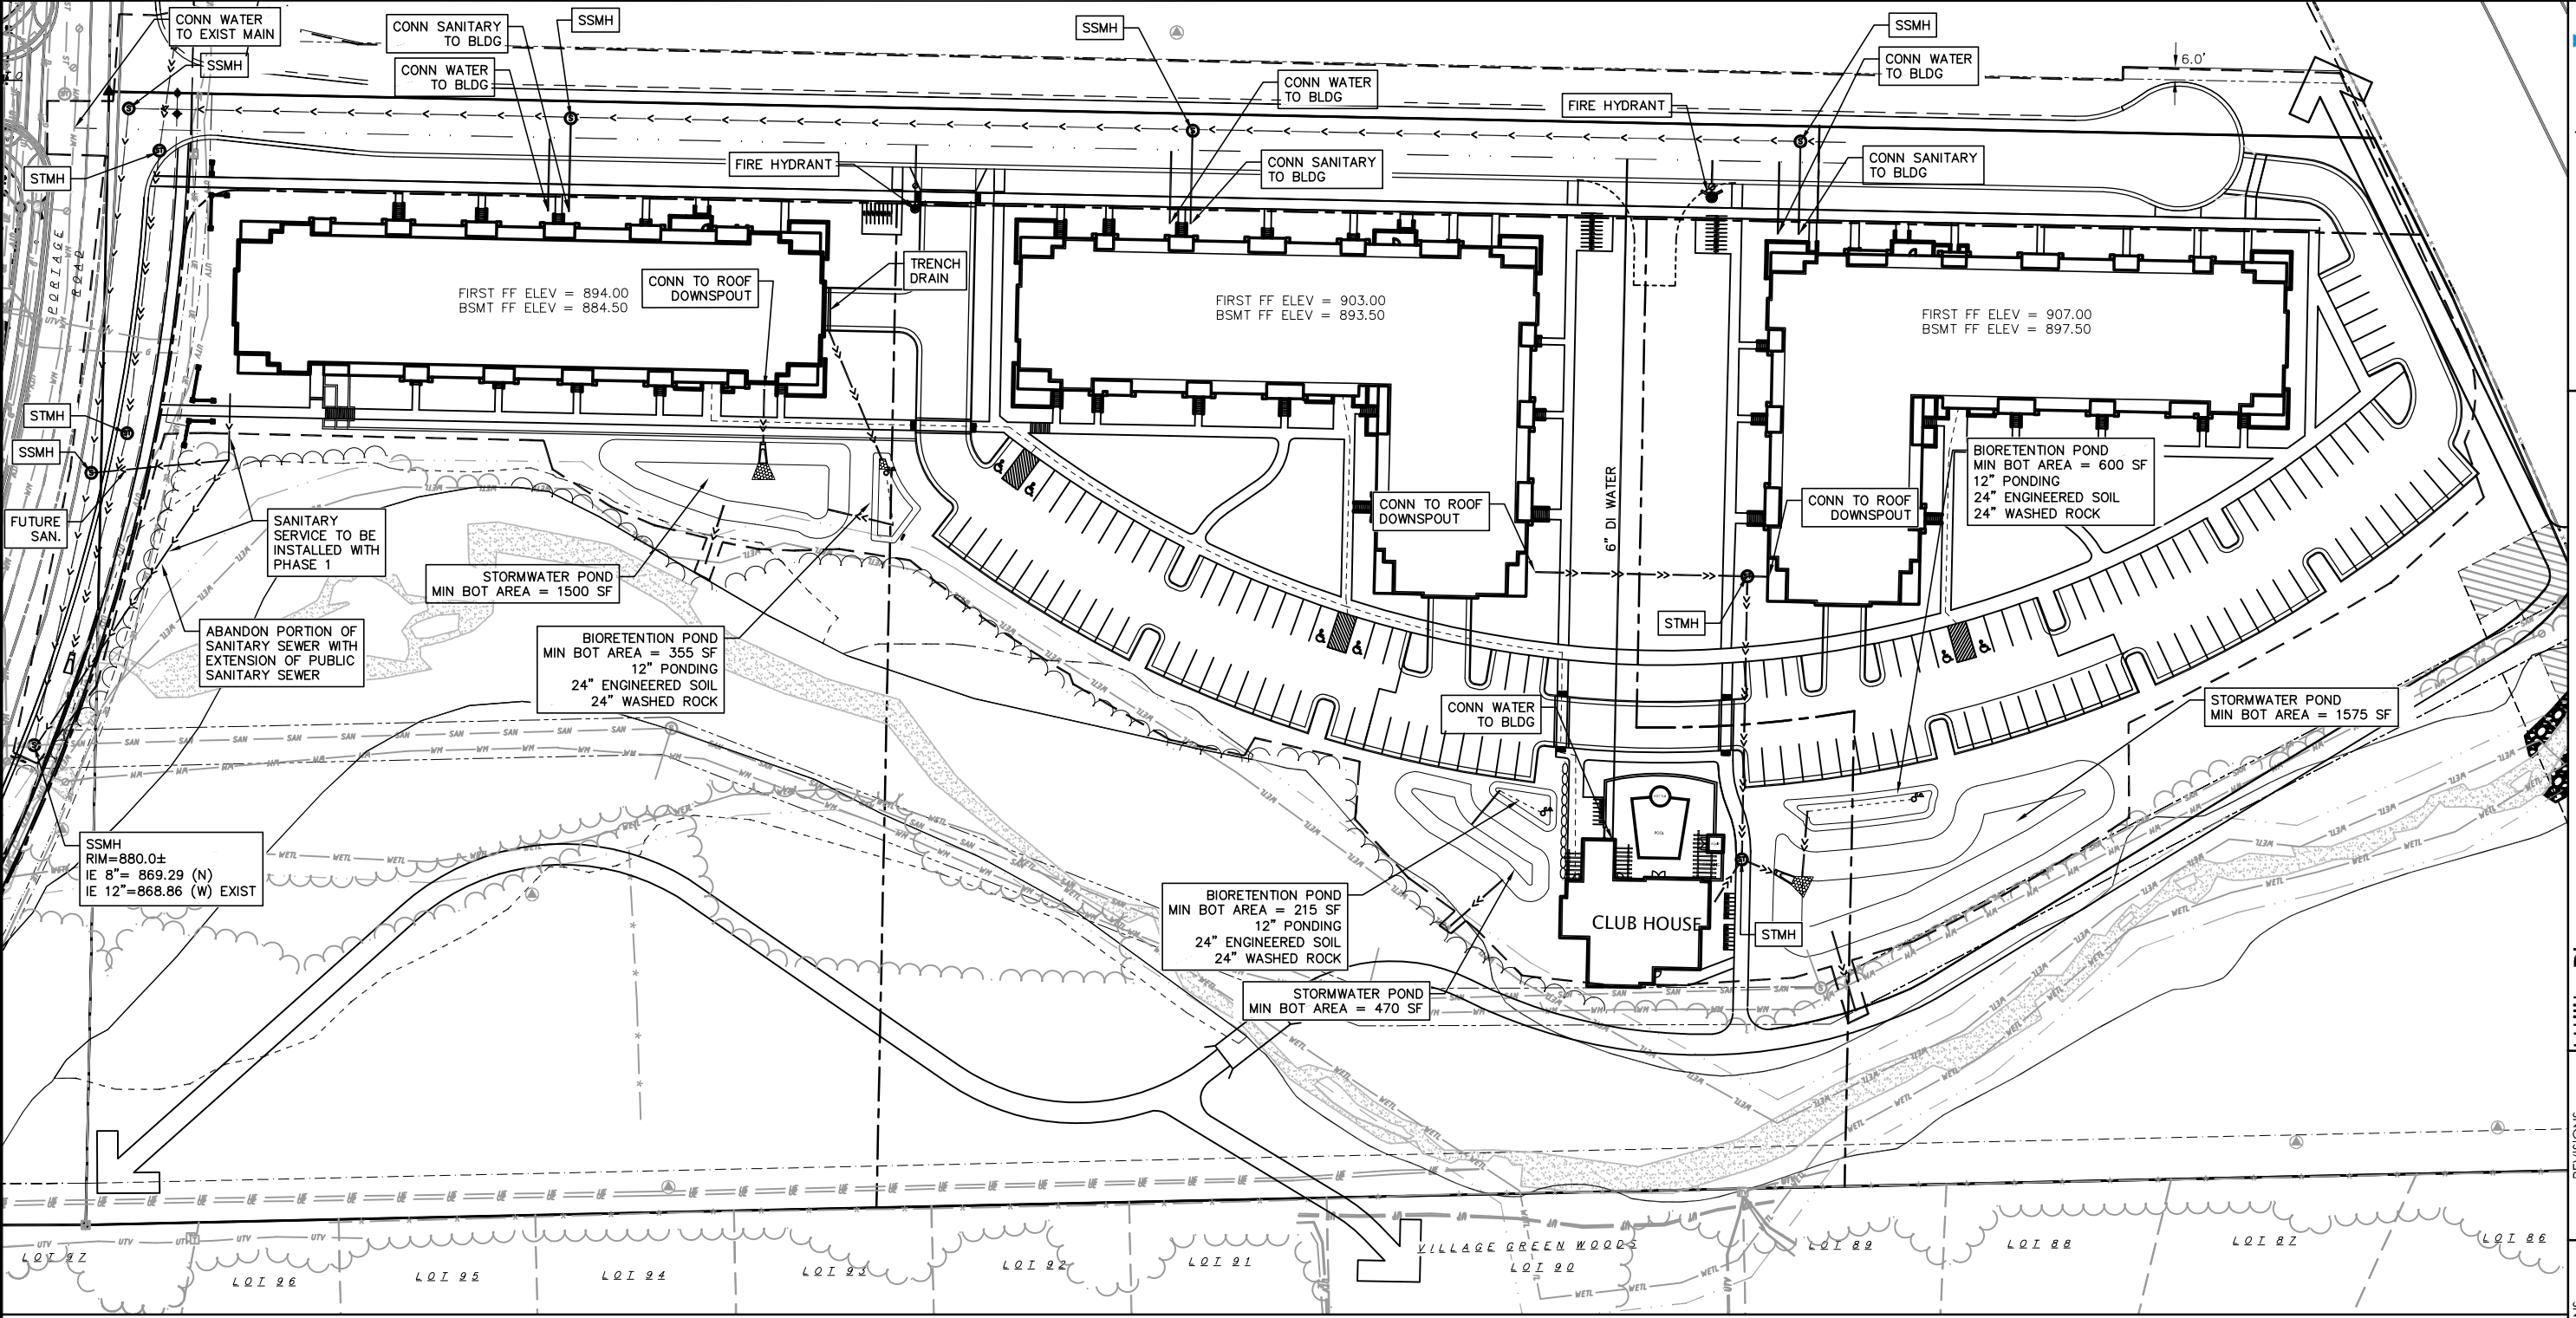 CONN WATER
TO EXIST MAIN
SSMH
CONN SANITARY
TO BLDG
CONN WATER
TO BLDG
SSMH
SSMH
CONN WATER
TO BLDG
FIRE HYDRANT
SSMH
CONN WATER
TO BLDG
6.0'
STMH
FIRE HYDRANT
CONN SANITARY
TO BLDG
CONN SANITARY
TO BLDG
PORTAGE
ROAD
FIRST FF ELEV = 894.00
BSMT FF ELEV = 884.50
CONN TO ROOF
DOWNSPOUT
TRENCH
DRAIN
FIRST FF ELEV = 903.00
BSMT FF ELEV = 893.50
FIRST FF ELEV = 907.00
BSMT FF ELEV = 897.50
STMH
SSMH
FUTURE
SAN.
SANITARY
SERVICE TO BE
INSTALLED WITH
PHASE 1
6" DI WATER
CONN TO ROOF
DOWNSPOUT
CONN TO ROOF
DOWNSPOUT
BIORETENTION POND
MIN BOT AREA = 600 SF
12" PONDING
24" ENGINEERED SOIL
24" WASHED ROCK
STORMWATER POND
MIN BOT AREA = 1500 SF
ABANDON PORTION OF
SANITARY SEWER WITH
EXTENSION OF PUBLIC
SANITARY SEWER
BIORETENTION POND
MIN BOT AREA = 355 SF
12" PONDING
24" ENGINEERED SOIL
24" WASHED ROCK
STMH
CONN WATER
TO BLDG
STORMWATER POND
MIN BOT AREA = 1575 SF
SSMH
RIM=880.0±
IE 8"= 869.29 (N)
IE 12"=868.86 (W) EXIST
POOL
BIORETENTION POND
MIN BOT AREA = 215 SF
12" PONDING
24" ENGINEERED SOIL
24" WASHED ROCK
CLUB HOUSE
STMH
STORMWATER POND
MIN BOT AREA = 470 SF
LOT 97
LOT 96
LOT 95
LOT 94
LOT 93
LOT 92
LOT 91
VILLAGE GREEN WOODS
LOT 90
LOT 89
LOT 88
LOT 87
LOT 86
REVISIONS